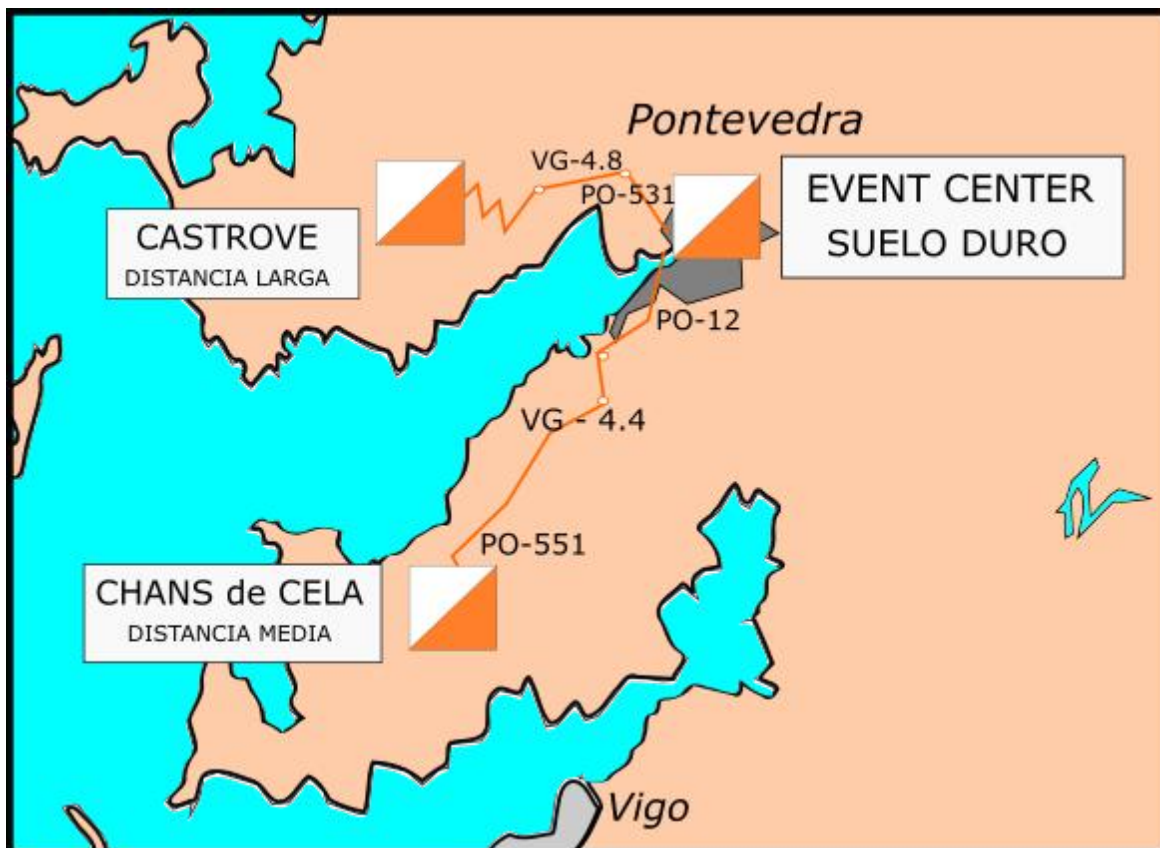 Pontevedra
VG-4.8
PO-531
EVENT CENTER
SUELO DURO
CASTROVE
DISTANCIA LARGA
PO-12
VG - 4.4
PO-551
CHANS de CELA
DISTANCIA MEDIA
Vigo